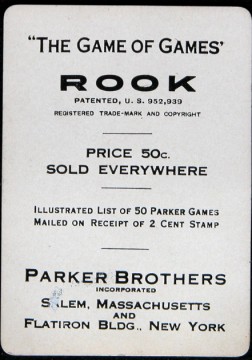 "THE GAME OF GAMES"
ROOK
PATENTED, U. S. 952,939
REGISTERED TRADE-MARK AND COPYRIGHT
PRICE 50c.
SOLD EVERYWHERE
ILLUSTRATED LIST OF 50 PARKER GAMES
MAILED ON RECEIPT OF 2 CENT STAMP
PARKER BROTHERS
INCORPORATED
SALEM, MASSACHUSETTS
AND
FLATIRON BLDG., NEW YORK